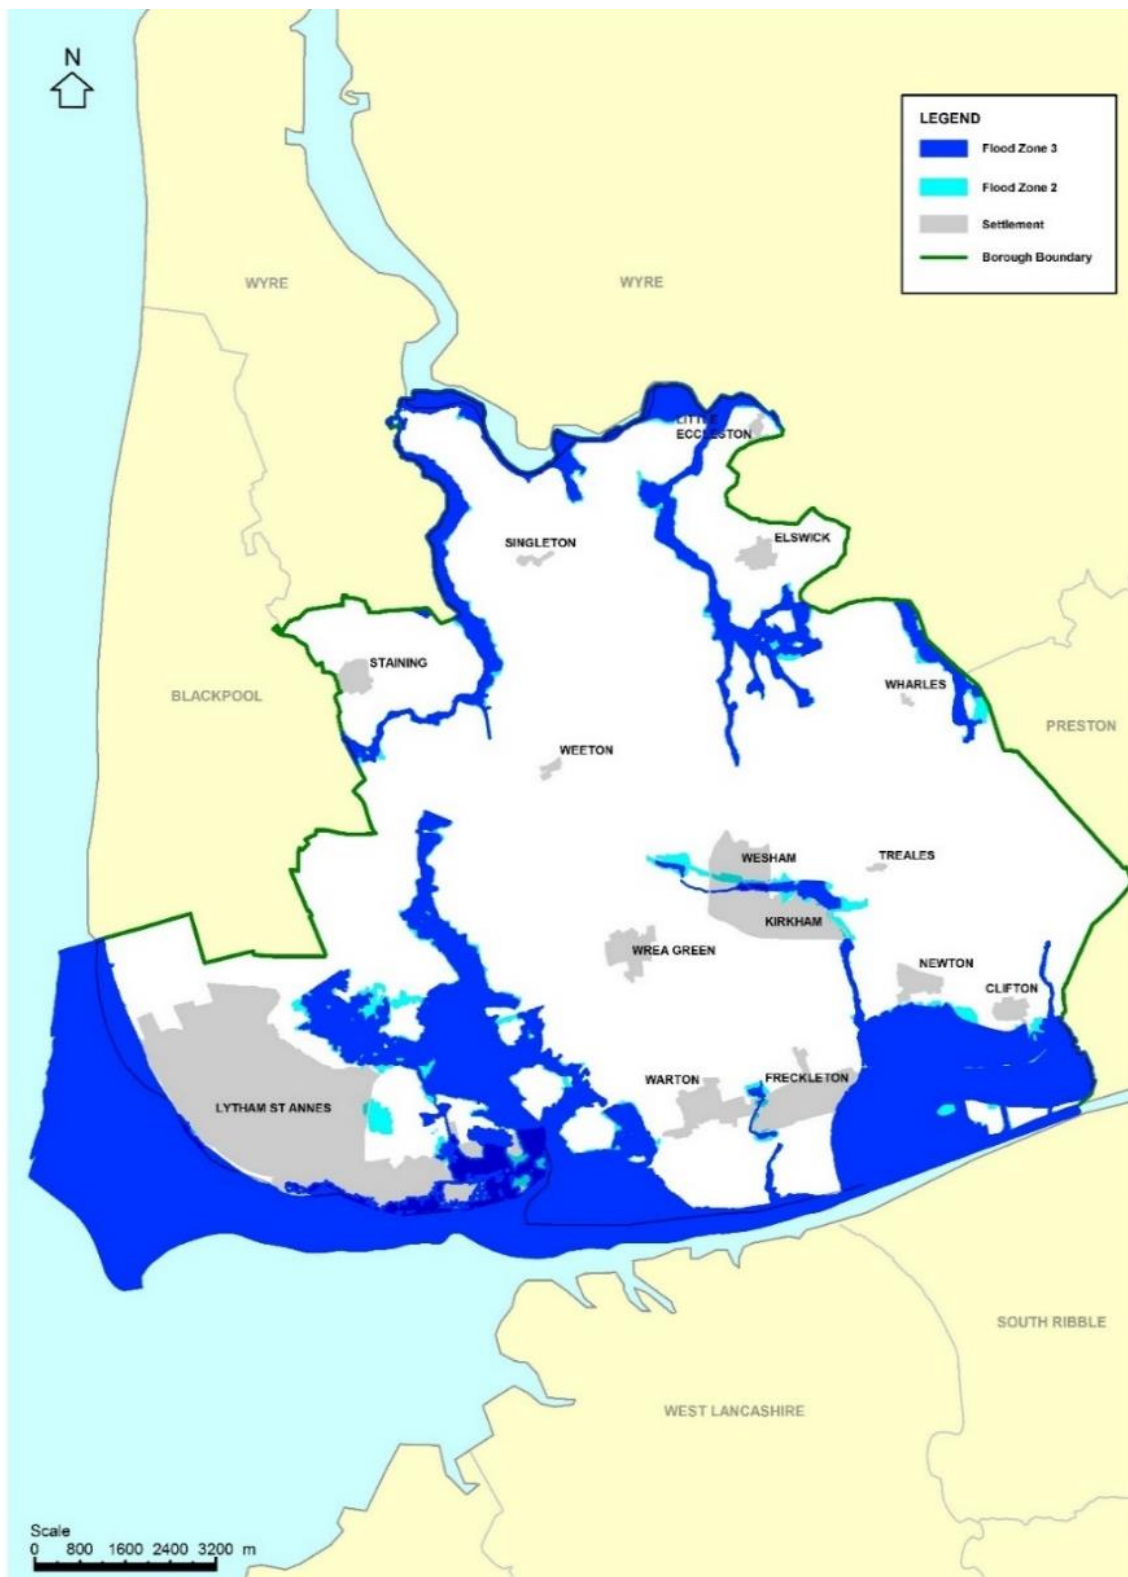 N
LEGEND
Flood Zone 3
Flood Zone 2
Settlement
Borough Boundary
WYRE
WYRE
LITTLE
ECCLESTON
SINGLETON
ELSWICK
STAINING
BLACKPOOL
WHARLES
PRESTON
WEETON
WESHAM
TREALES
KIRKHAM
WREA GREEN
NEWTON
CLIFTON
WARTON
FRECKLETON
LYTHAM ST ANNES
SOUTH RIBBLE
WEST LANCASHIRE
Scale
0 800 1600 2400 3200 m